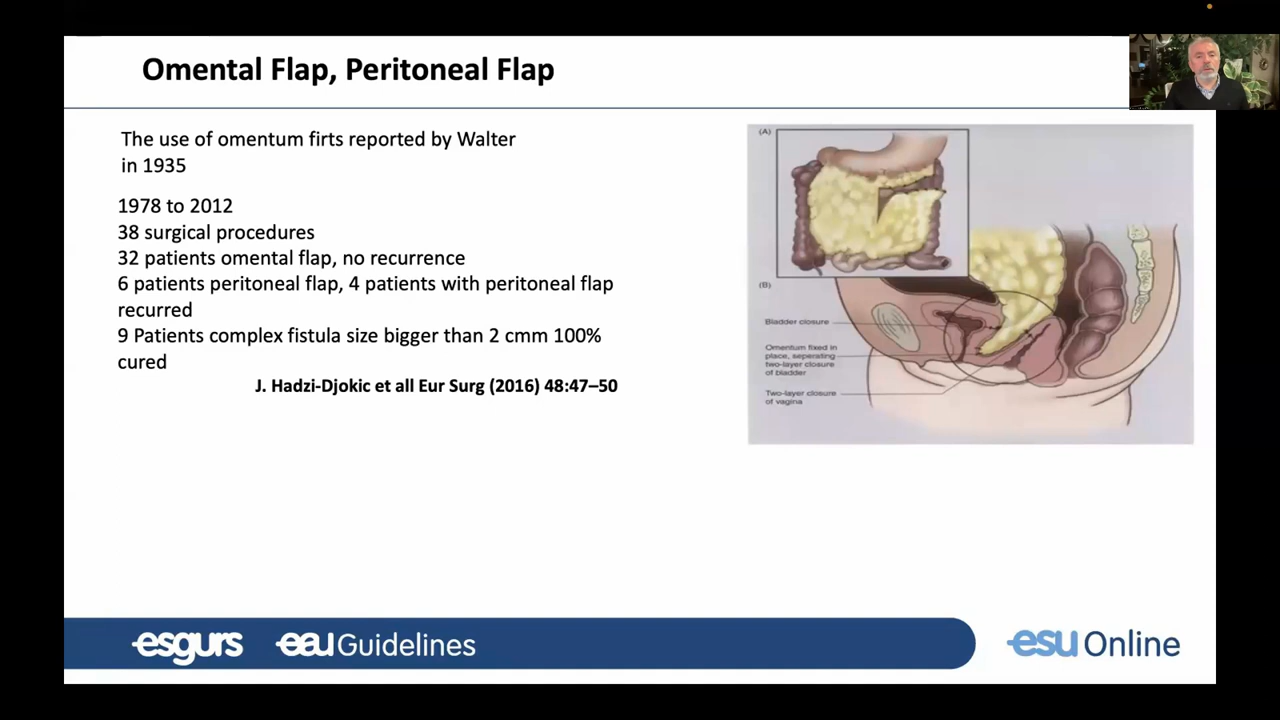 Omental Flap, Peritoneal Flap
The use of omentum firts reported by Walter
in 1935
1978 to 2012
38 surgical procedures
32 patients omental flap, no recurrence
6 patients peritoneal flap, 4 patients with peritoneal flap
recurred
9 Patients complex fistula size bigger than 2 cmm 100%
cured
J. Hadzi-Djokic et all Eur Surg (2016) 48:47–50
(A)
(B)
Bladder closure
Omentum fixed in
place, seperating
two-layer closure
of bladder
Two-layer closure
of vagina
esgurs
eau Guidelines
esu Online